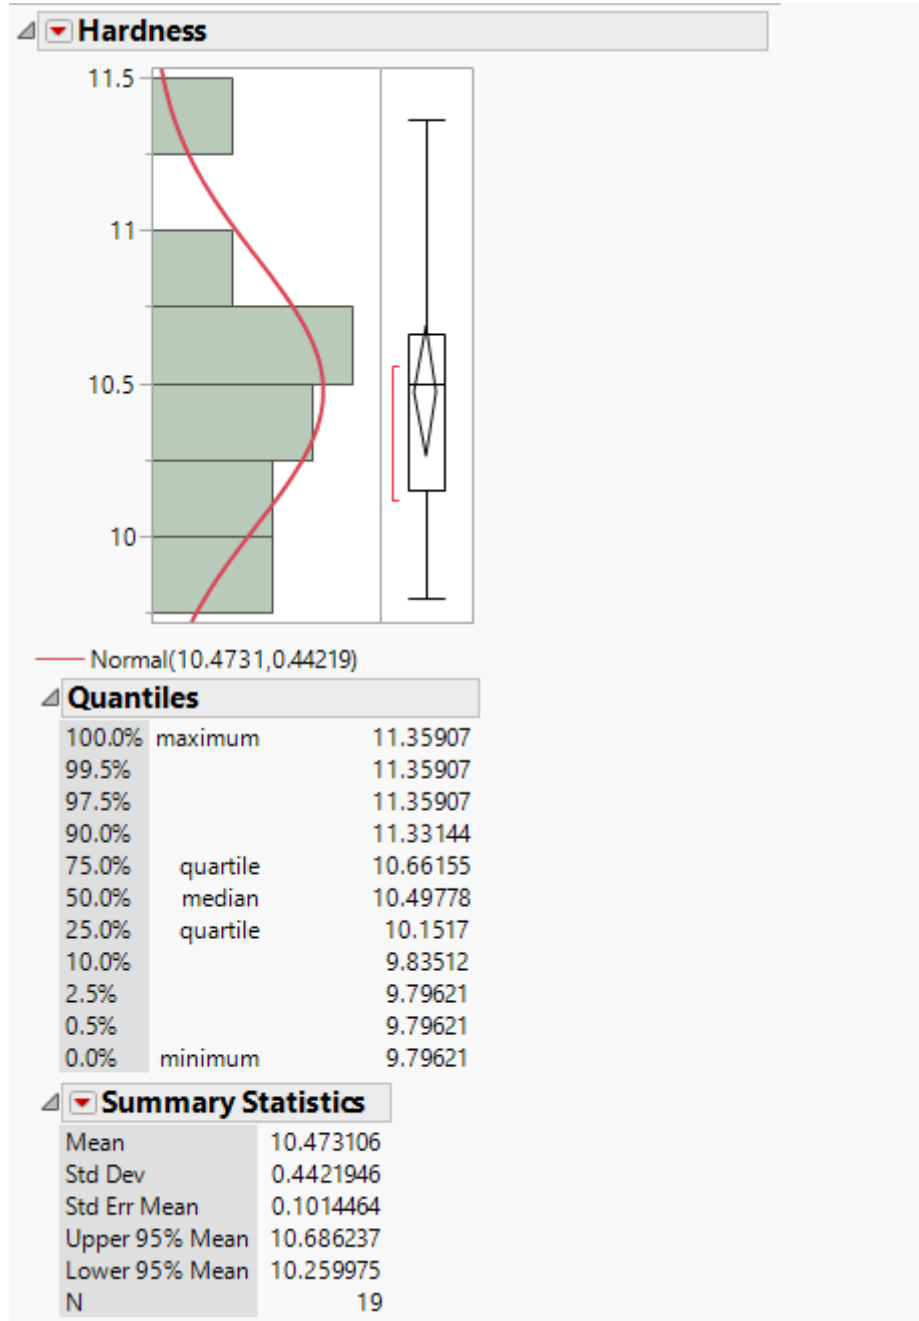 Hardness
11.5
11
10.5
10
Normal(10.4731,0.44219)
Quantiles
100.0% maximum 11.35907
99.5% 11.35907
97.5% 11.35907
90.0% 11.33144
75.0% quartile 10.66155
50.0% median 10.49778
25.0% quartile 10.1517
10.0% 9.83512
2.5% 9.79621
0.5% 9.79621
0.0% minimum 9.79621
Summary Statistics
Mean 10.473106
Std Dev 0.4421946
Std Err Mean 0.1014464
Upper 95% Mean 10.686237
Lower 95% Mean 10.259975
N 19